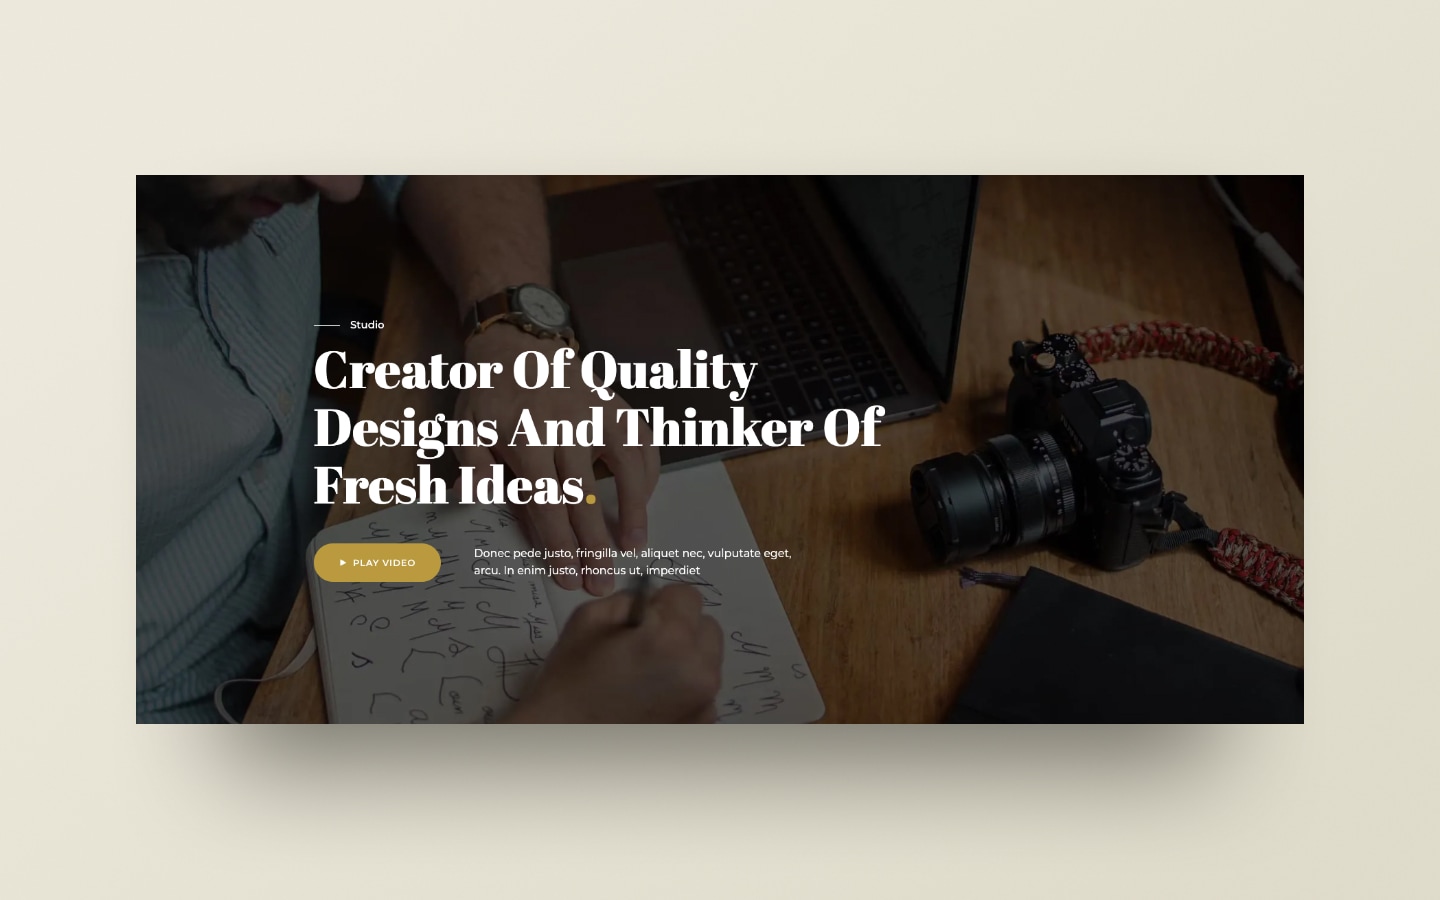 Studio
Creator Of Quality
Designs And Thinker Of
Fresh Ideas.
PLAY VIDEO
Donec pede justo, fringilla vel, aliquet nec, vulputate eget,
arcu. In enim justo, rhoncus ut, imperdiet